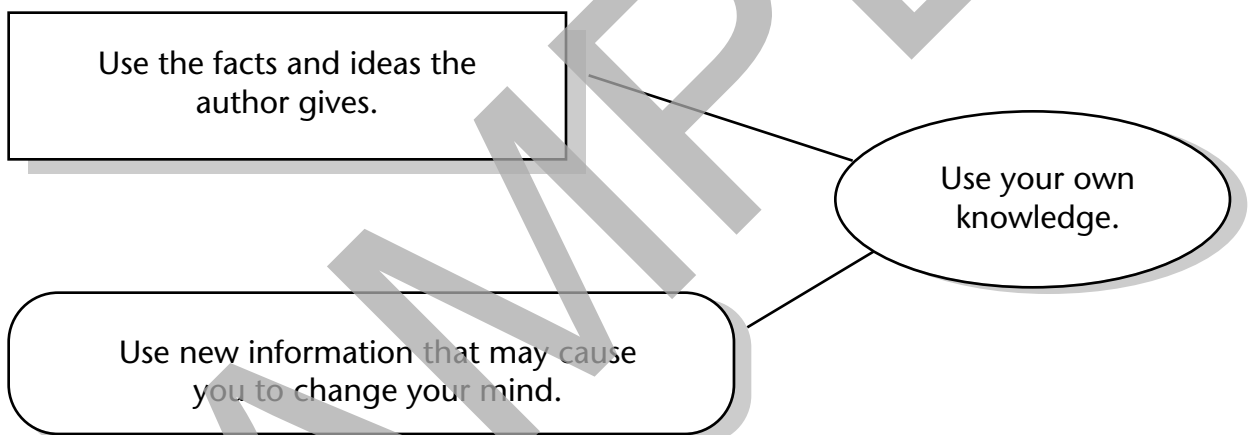 Use the facts and ideas the
author gives.
Use your own
knowledge.
Use new information that may cause
you to change your mind.